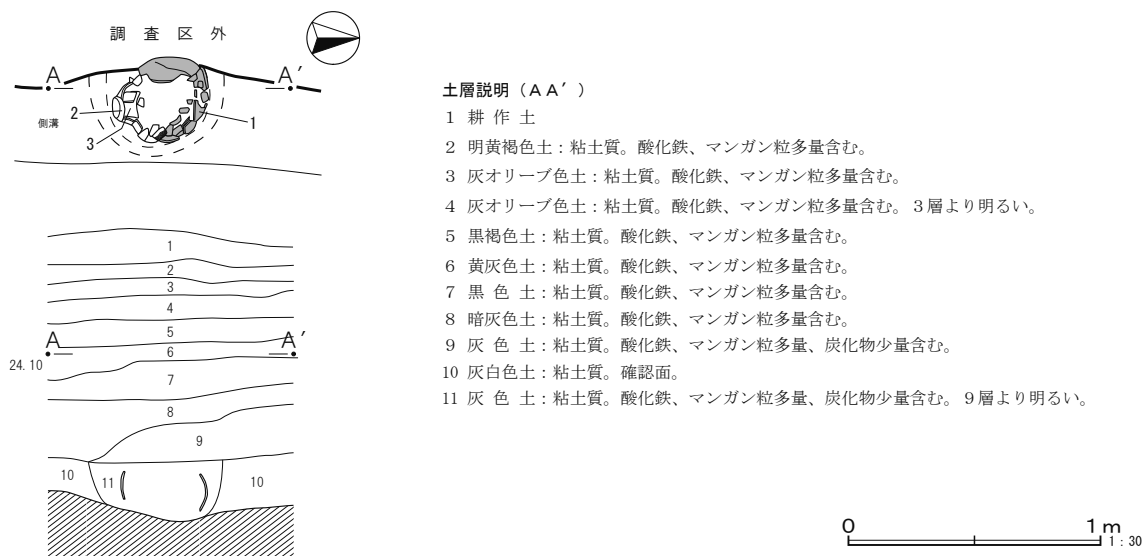 調 査 区 外
A
A′
側溝
2
3
1
土層説明（ＡＡ′）
1 耕 作 土
2 明黄褐色土：粘土質。酸化鉄、マンガン粒多量含む。
3 灰オリーブ色土：粘土質。酸化鉄、マンガン粒多量含む。
4 灰オリーブ色土：粘土質。酸化鉄、マンガン粒多量含む。３層より明るい。
5 黒褐色土：粘土質。酸化鉄、マンガン粒多量含む。
6 黄灰色土：粘土質。酸化鉄、マンガン粒多量含む。
7 黒 色 土：粘土質。酸化鉄、マンガン粒多量含む。
8 暗灰色土：粘土質。酸化鉄、マンガン粒多量含む。
9 灰 色 土：粘土質。酸化鉄、マンガン粒多量、炭化物少量含む。
10 灰白色土：粘土質。確認面。
11 灰 色 土：粘土質。酸化鉄、マンガン粒多量、炭化物少量含む。９層より明るい。
1
2
3
4
5
A
A′
6
24.10
7
8
9
10
11
10
0
1 m
1 : 30